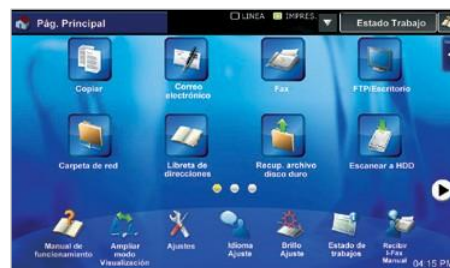 Pág. Principal
LINEA
IMPRES.
Estado Trabajo
Copiar
Correo
electrónico
Fax
FTP/Escritorio
Carpeta de red
Libreta de
direcciones
Recup. archivo
disco duro
Escanear a HDD
Manual de
funcionamiento
Ampliar
modo
Visualización
Ajustes
Idioma
Ajuste
Brillo
Ajuste
Estado de
trabajos
Recibir
I-Fax
Manual
04:15 PM